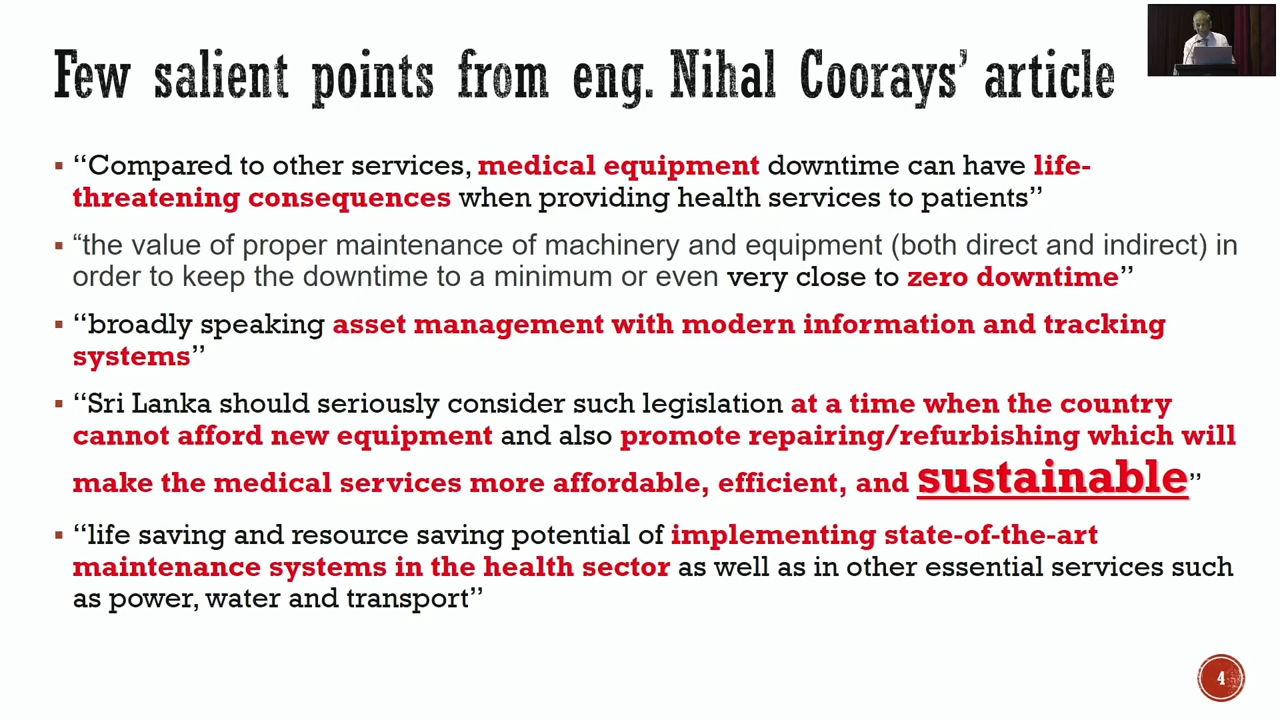 Few salient points from eng. Nihal Coorays’ article
▪ “Compared to other services, medical equipment downtime can have life-
threatening consequences when providing health services to patients”
▪ “the value of proper maintenance of machinery and equipment (both direct and indirect) in
order to keep the downtime to a minimum or even very close to zero downtime”
▪ “broadly speaking asset management with modern information and tracking
systems”
▪ “Sri Lanka should seriously consider such legislation at a time when the country
cannot afford new equipment and also promote repairing/refurbishing which will
make the medical services more affordable, efficient, and sustainable”
▪ “life saving and resource saving potential of implementing state-of-the-art
maintenance systems in the health sector as well as in other essential services such
as power, water and transport”
4